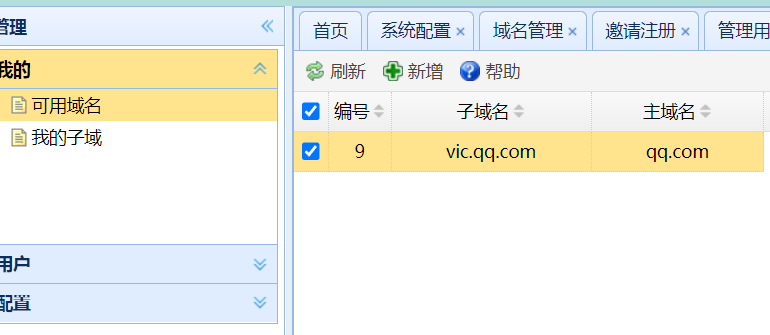 管理
我的
可用域名
我的子域
用户
配置
首页 系统配置 × 域名管理 × 邀请注册 × 管理用
刷新 新增 帮助
编号 子域名 主域名
9 vic.qq.com qq.com